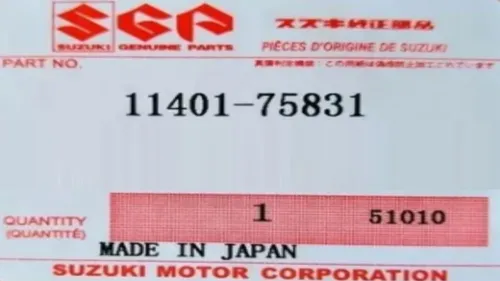 SGP スズキ純正部品
SUZUKI GENUINE PARTS PIÈCES D'ORIGINE DE SUZUKI
PART NO.
11401-75831
QUANTITY 1 51010
(QUANTITÉ)
MADE IN JAPAN
SUZUKI MOTOR CORPORATION